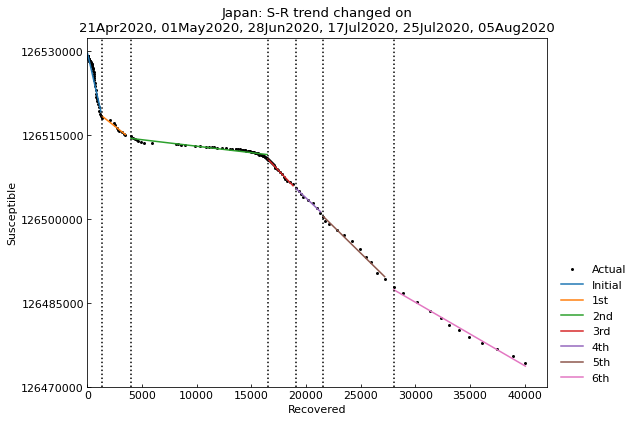 Japan: S-R trend changed on
21Apr2020, 01May2020, 28Jun2020, 17Jul2020, 25Jul2020, 05Aug2020
126530000
126515000
126500000
126485000
126470000
Susceptible
0
5000
10000
15000
20000
25000
30000
35000
40000
Recovered
Actual
Initial
1st
2nd
3rd
4th
5th
6th